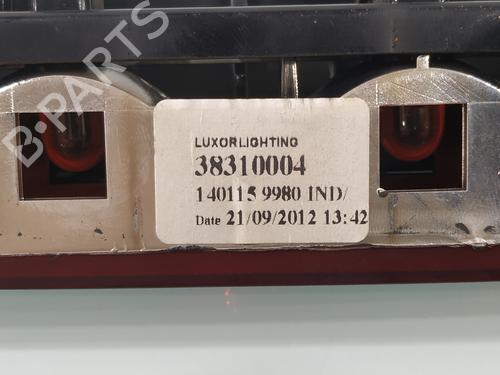 B-PARTS
LUXORLIGHTING
38310004
140115 9980 IND/
Date 21/09/2012 13:42